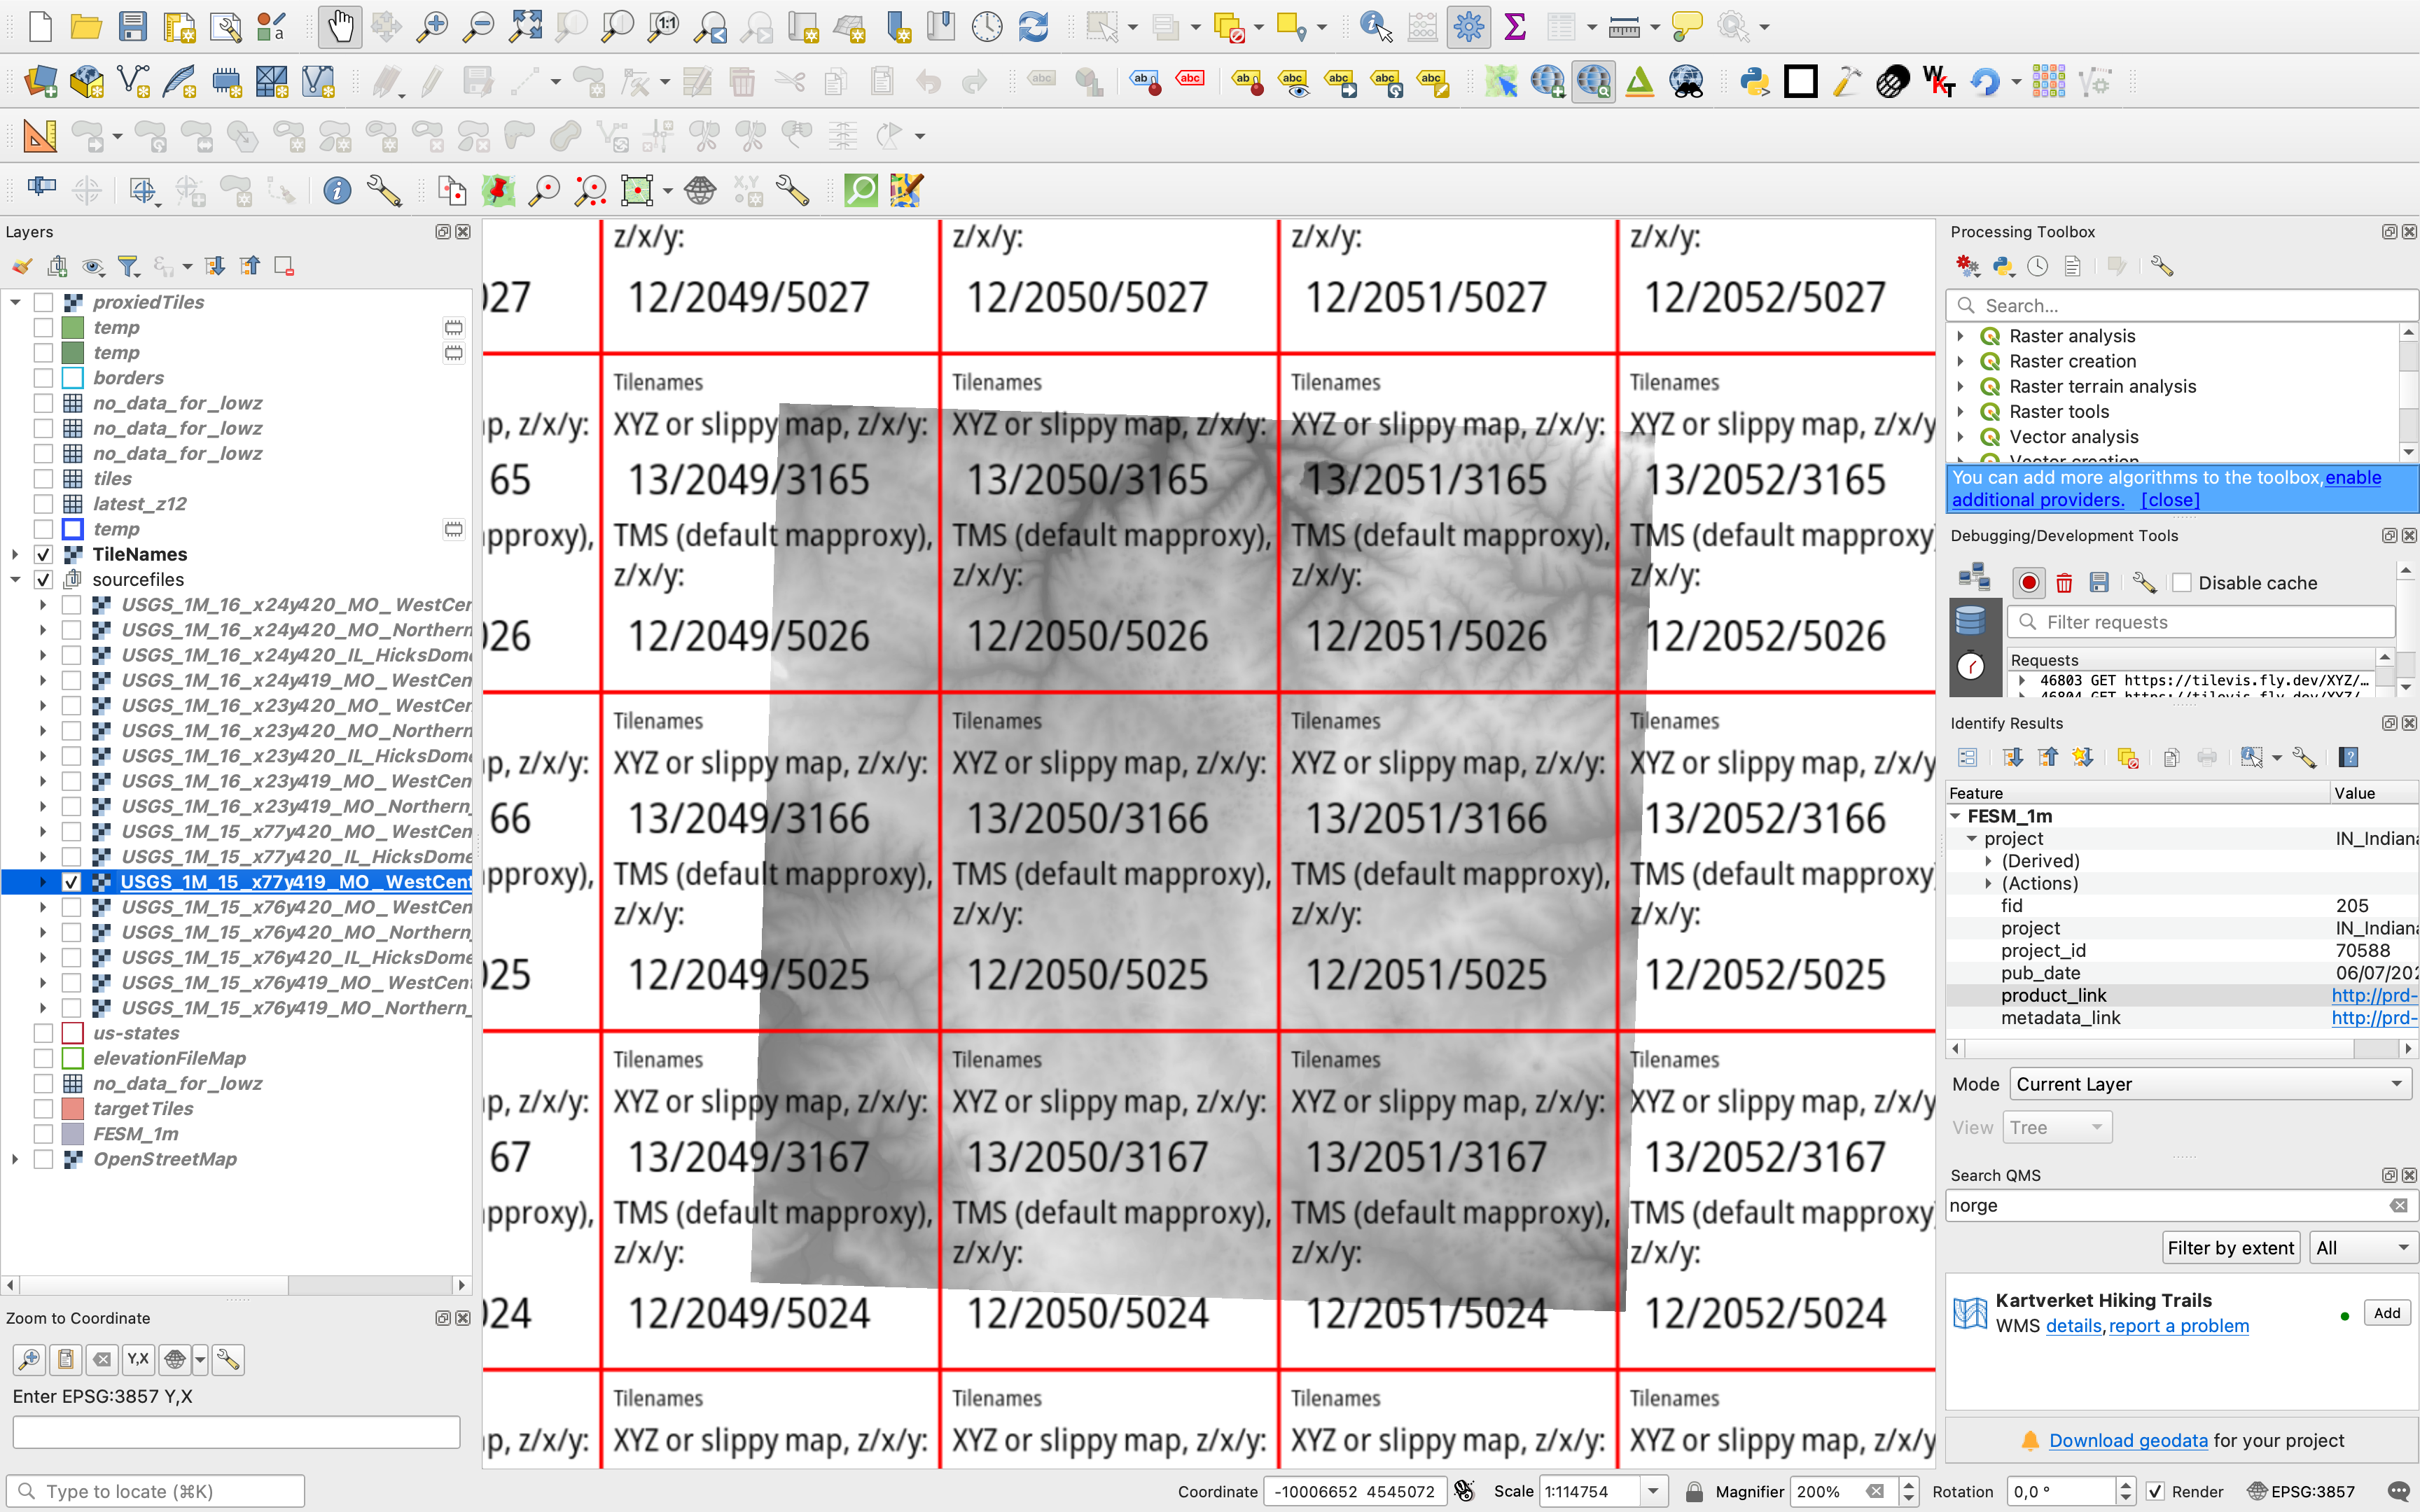 Layers
proxiedTiles
temp
temp
borders
no_data_for_lowz
no_data_for_lowz
no_data_for_lowz
tiles
latest_z12
temp
TileNames
sourcefiles
USGS_1M_16_x24y420_MO_WestCen
USGS_1M_16_x24y420_MO_Northern
USGS_1M_16_x24y420_IL_HicksDome
USGS_1M_16_x24y419_MO_WestCen
USGS_1M_16_x23y420_MO_WestCen
USGS_1M_16_x23y420_MO_Northern
USGS_1M_16_x23y420_IL_HicksDome
USGS_1M_16_x23y419_MO_WestCen
USGS_1M_16_x23y419_MO_Northern_
USGS_1M_15_x77y420_MO_WestCen
USGS_1M_15_x77y420_IL_HicksDome
USGS_1M_15_x77y419_MO_WestCent
USGS_1M_15_x76y420_MO_WestCen
USGS_1M_15_x76y420_MO_Northern_
USGS_1M_15_x76y420_IL_HicksDome
USGS_1M_15_x76y419_MO_WestCent
USGS_1M_15_x76y419_MO_Northern_
us-states
elevationFileMap
no_data_for_lowz
targetTiles
FESM_1m
OpenStreetMap
Zoom to Coordinate
Y,X
Enter EPSG:3857 Y,X
Type to locate (⌘K)
z/x/y: z/x/y: z/x/y: z/x/y:
027 12/2049/5027 12/2050/5027 12/2051/5027 12/2052/5027
Tilenames Tilenames Tilenames Tilenames
p, z/x/y: XYZ or slippy map, z/x/y: XYZ or slippy map, z/x/y: XYZ or slippy map, z/x/y: XYZ or slippy map, z/x/y
65 13/2049/3165 13/2050/3165 13/2051/3165 13/2052/3165
pproxy), TMS (default mapproxy), TMS (default mapproxy), TMS (default mapproxy), TMS (default mapproxy)
z/x/y: z/x/y: z/x/y: z/x/y:
026 12/2049/5026 12/2050/5026 12/2051/5026 12/2052/5026
Tilenames Tilenames Tilenames Tilenames
p, z/x/y: XYZ or slippy map, z/x/y: XYZ or slippy map, z/x/y: XYZ or slippy map, z/x/y: XYZ or slippy map, z/x/y
66 13/2049/3166 13/2050/3166 13/2051/3166 13/2052/3166
pproxy), TMS (default mapproxy), TMS (default mapproxy), TMS (default mapproxy), TMS (default mapproxy)
z/x/y: z/x/y: z/x/y: z/x/y:
025 12/2049/5025 12/2050/5025 12/2051/5025 12/2052/5025
Tilenames Tilenames Tilenames Tilenames
p, z/x/y: XYZ or slippy map, z/x/y: XYZ or slippy map, z/x/y: XYZ or slippy map, z/x/y: XYZ or slippy map, z/x/y
67 13/2049/3167 13/2050/3167 13/2051/3167 13/2052/3167
pproxy), TMS (default mapproxy), TMS (default mapproxy), TMS (default mapproxy), TMS (default mapproxy)
z/x/y: z/x/y: z/x/y: z/x/y:
024 12/2049/5024 12/2050/5024 12/2051/5024 12/2052/5024
Tilenames Tilenames Tilenames Tilenames
p, z/x/y: XYZ or slippy map, z/x/y: XYZ or slippy map, z/x/y: XYZ or slippy map, z/x/y: XYZ or slippy map, z/x/y
Coordinate -10006652 4545072 Scale 1:114754 Magnifier 200% Rotation 0,0 ° Render EPSG:3857
Processing Toolbox
Search...
Raster analysis
Raster creation
Raster terrain analysis
Raster tools
Vector analysis
Vector creation
You can add more algorithms to the toolbox, enable
additional providers. [close]
Debugging/Development Tools
Disable cache
Filter requests
Requests
46803 GET https://tilevis.fly.dev/XYZ/…
46804 GET https://tilevis.fly.dev/XYZ/…
Identify Results
Feature Value
FESM_1m
project IN_Indiana
(Derived)
(Actions)
fid 205
project IN_Indiana
project_id 70588
pub_date 06/07/202
product_link http://prd-
metadata_link http://prd-
Mode Current Layer
View Tree
Search QMS
norge
Filter by extent All
Kartverket Hiking Trails
WMS details, report a problem
Add
Download geodata for your project